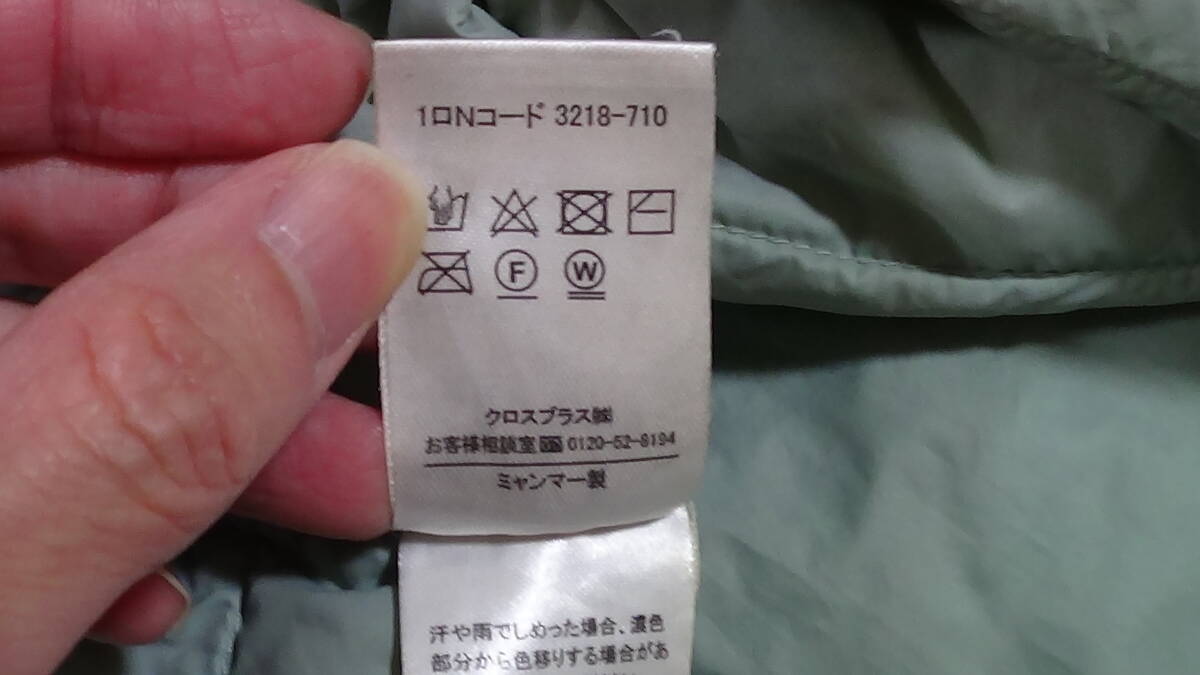 1口Nコード 3218-710
F W
クロスプラス㈱
お客様相談室 0120-52-8194
ミャンマー製
汗や雨でしめった場合、濃色
部分から色移りする場合があ